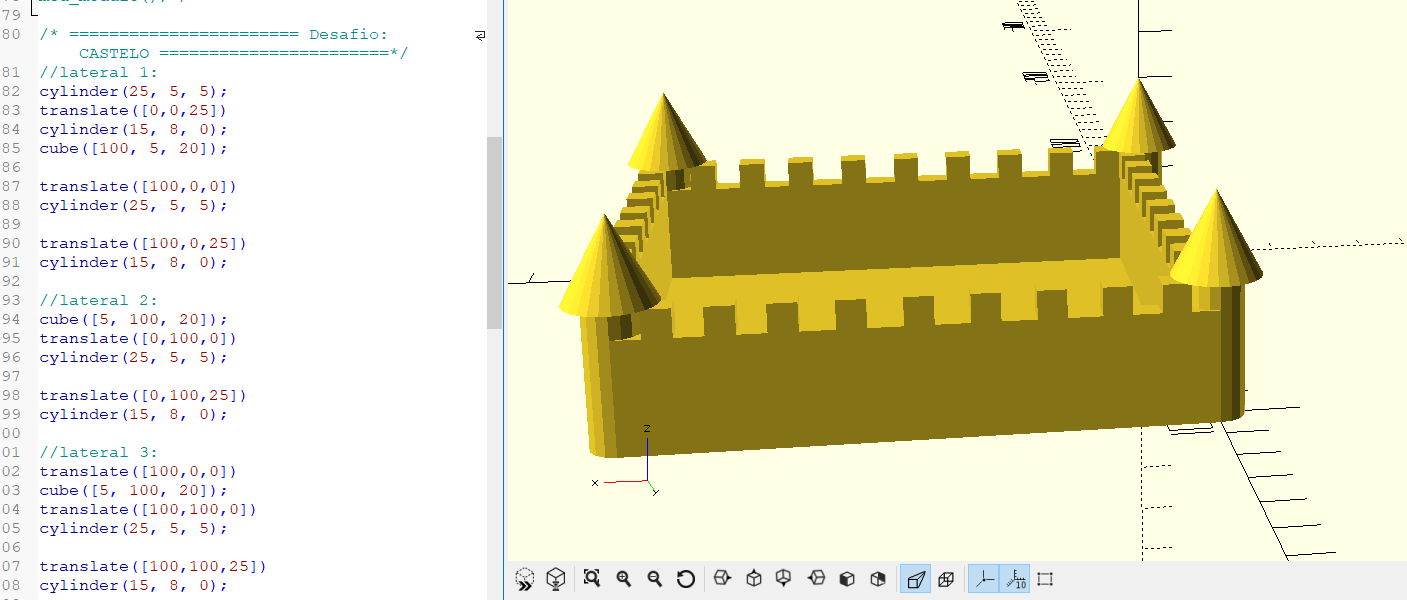 79
80 /* ======================= Desafio:
CASTELO =======================*/
81 //lateral 1:
82 cylinder(25, 5, 5);
83 translate([0,0,25])
84 cylinder(15, 8, 0);
85 cube([100, 5, 20]);
86
87 translate([100,0,0])
88 cylinder(25, 5, 5);
89
90 translate([100,0,25])
91 cylinder(15, 8, 0);
92
93 //lateral 2:
94 cube([5, 100, 20]);
95 translate([0,100,0])
96 cylinder(25, 5, 5);
97
98 translate([0,100,25])
99 cylinder(15, 8, 0);
00
01 //lateral 3:
02 translate([100,0,0])
03 cube([5, 100, 20]);
04 translate([100,100,0])
05 cylinder(25, 5, 5);
06
07 translate([100,100,25])
08 cylinder(15, 8, 0);
z
x
y
10